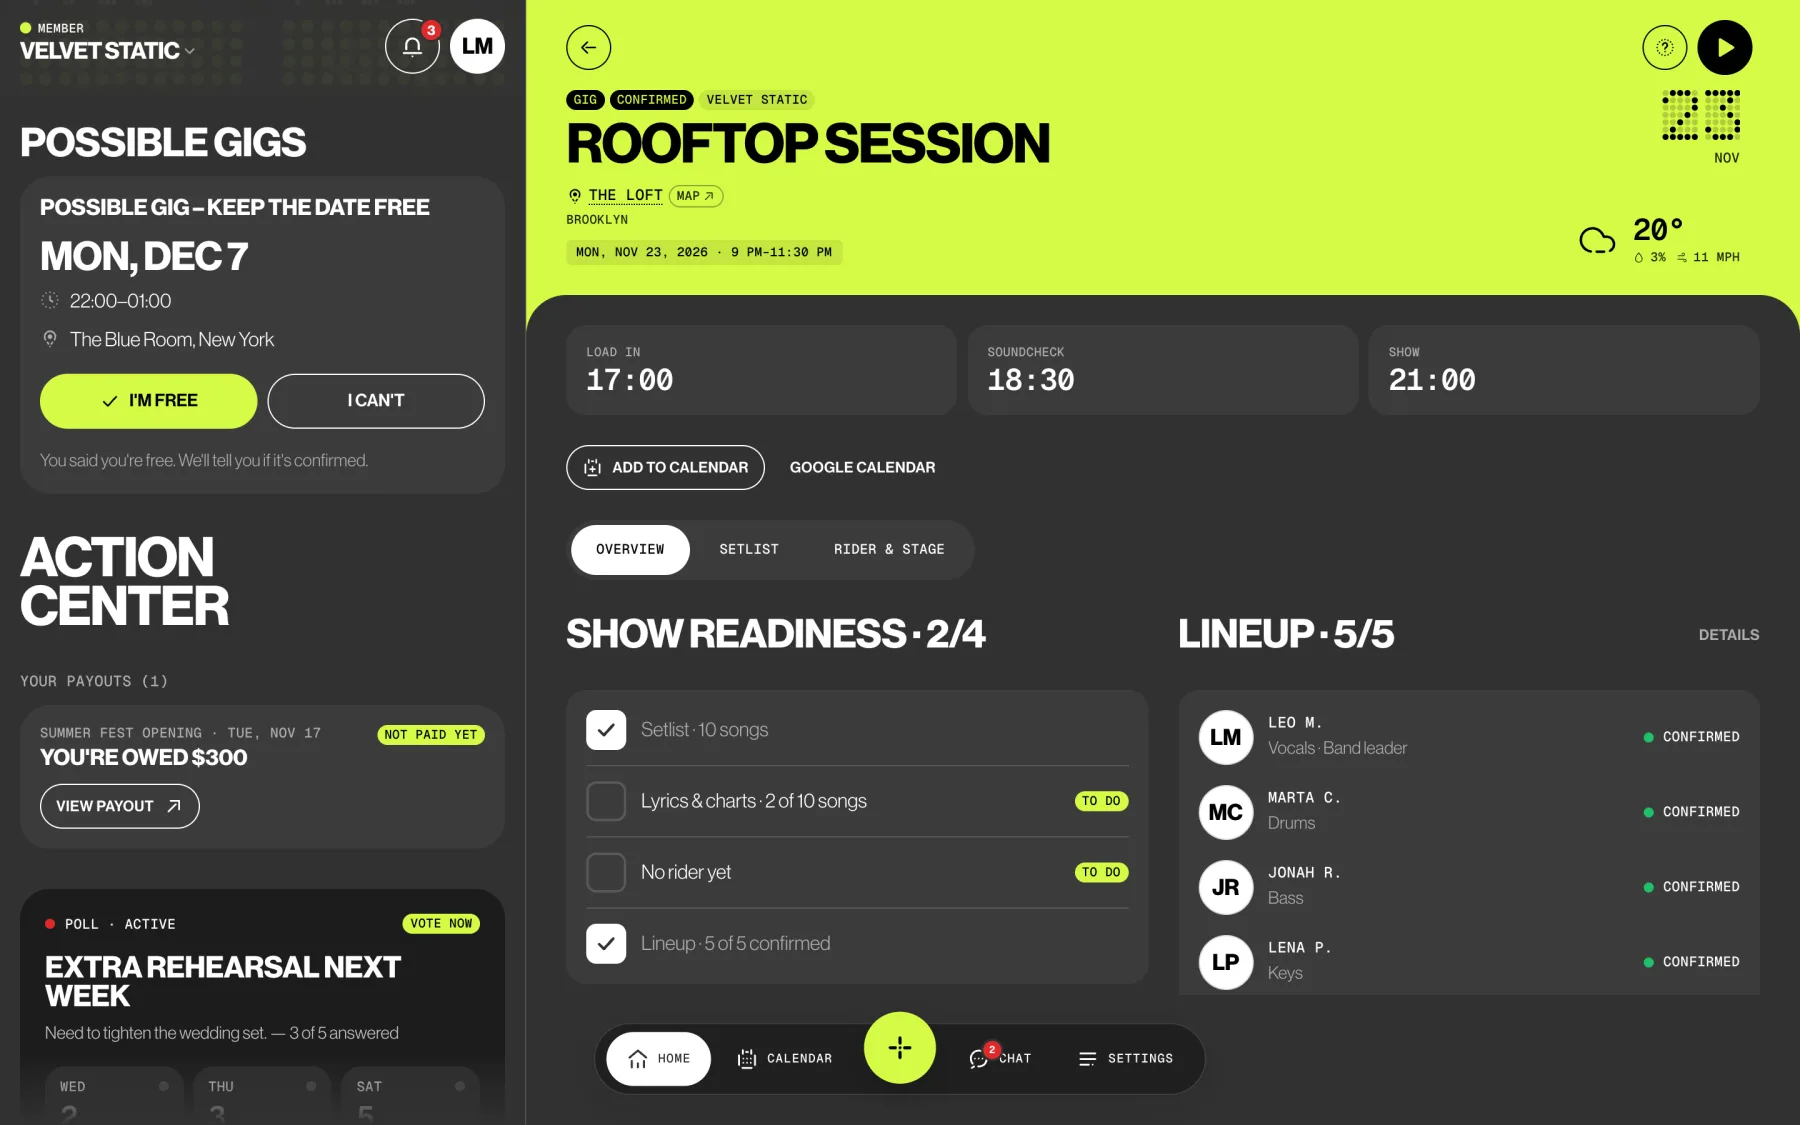 MEMBER
VELVET STATIC
3
LM
POSSIBLE GIGS
POSSIBLE GIG – KEEP THE DATE FREE
MON, DEC 7
22:00–01:00
The Blue Room, New York
I'M FREE
I CAN'T
You said you're free. We'll tell you if it's confirmed.
ACTION
CENTER
YOUR PAYOUTS (1)
SUMMER FEST OPENING · TUE, NOV 17
NOT PAID YET
YOU'RE OWED $300
VIEW PAYOUT
POLL · ACTIVE
VOTE NOW
EXTRA REHEARSAL NEXT
WEEK
Need to tighten the wedding set. — 3 of 5 answered
WED
THU
SAT
2
3
5
?
GIG
CONFIRMED
VELVET STATIC
23
NOV
ROOFTOP SESSION
THE LOFT
MAP
BROOKLYN
MON, NOV 23, 2026 · 9 PM–11:30 PM
20°
3%
11 MPH
LOAD IN
17:00
SOUNDCHECK
18:30
SHOW
21:00
ADD TO CALENDAR
GOOGLE CALENDAR
OVERVIEW
SETLIST
RIDER & STAGE
SHOW READINESS · 2/4
Setlist · 10 songs
Lyrics & charts · 2 of 10 songs
TO DO
No rider yet
TO DO
Lineup · 5 of 5 confirmed
LINEUP · 5/5
DETAILS
LM
LEO M.
Vocals · Band leader
CONFIRMED
MC
MARTA C.
Drums
CONFIRMED
JR
JONAH R.
Bass
CONFIRMED
LP
LENA P.
Keys
CONFIRMED
HOME
CALENDAR
2
CHAT
SETTINGS